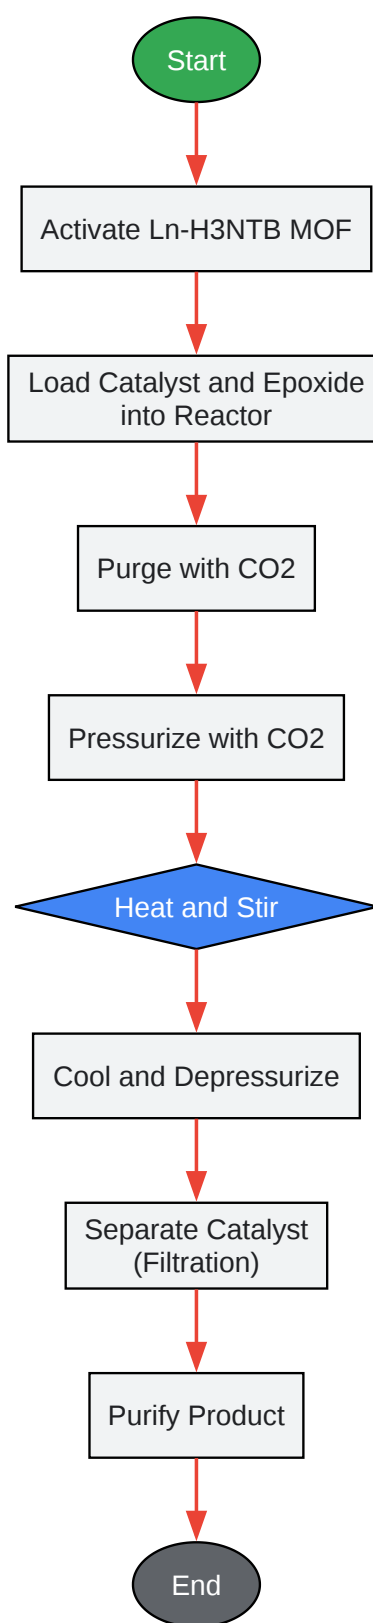 Start
Activate Ln-H3NTB MOF
Load Catalyst and Epoxide
into Reactor
Purge with CO2
Pressurize with CO2
Heat and Stir
Cool and Depressurize
Separate Catalyst
(Filtration)
Purify Product
End